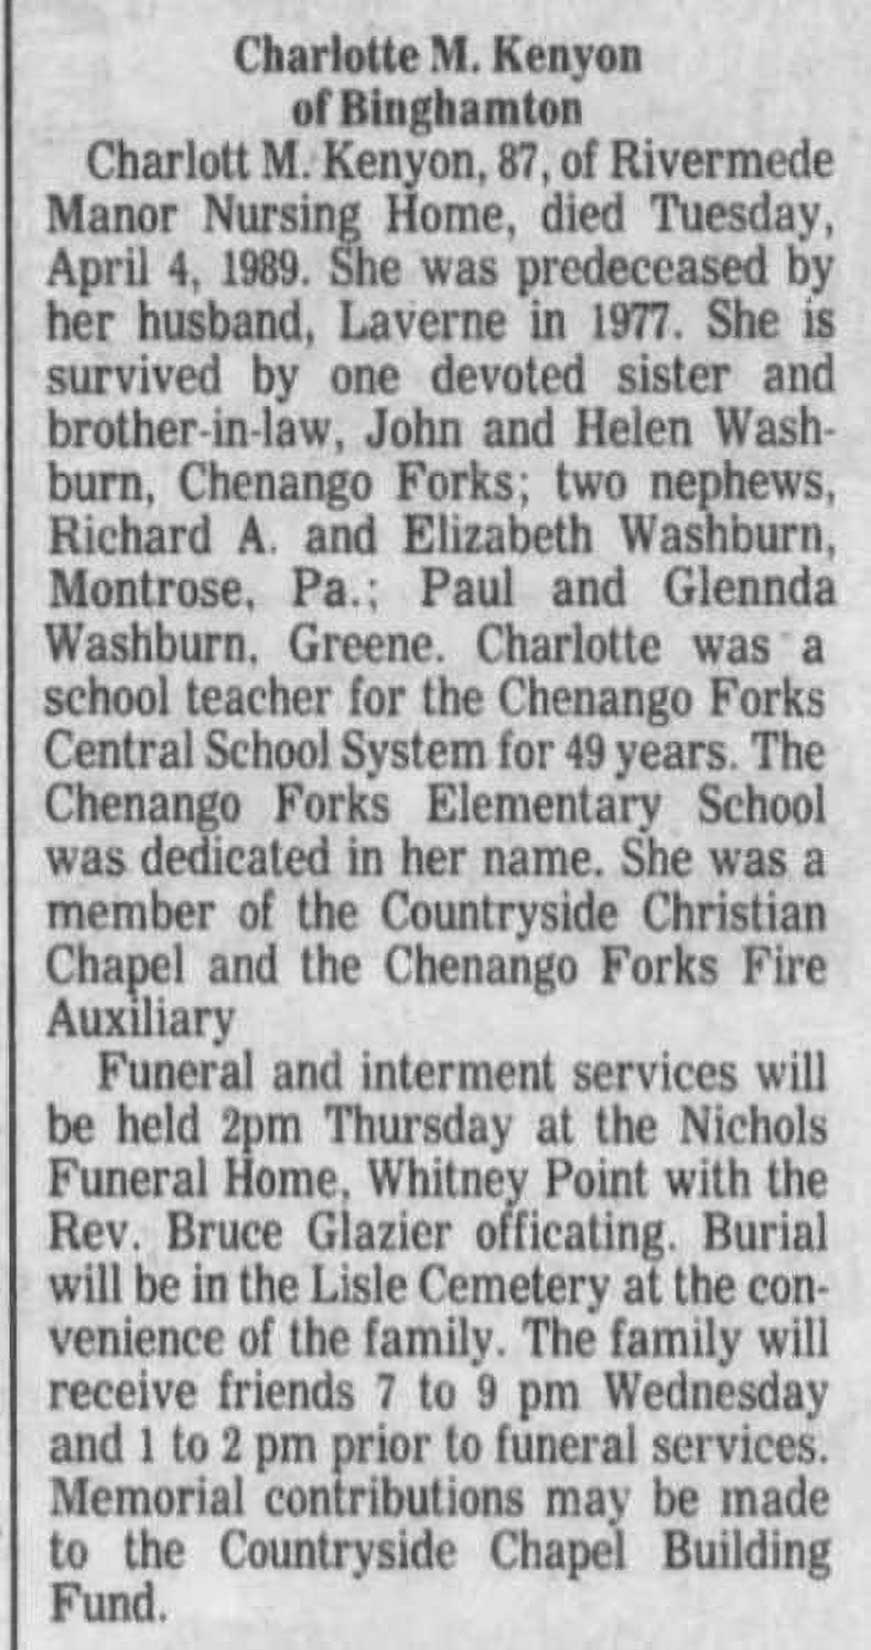 Charlotte M. Kenyon
of Binghamton
Charlott M. Kenyon, 87, of Rivermede
Manor Nursing Home, died Tuesday,
April 4, 1989. She was predeceased by
her husband, Laverne in 1977. She is
survived by one devoted sister and
brother-in-law, John and Helen Wash-
burn, Chenango Forks; two nephews,
Richard A. and Elizabeth Washburn,
Montrose, Pa.; Paul and Glennda
Washburn, Greene. Charlotte was a
school teacher for the Chenango Forks
Central School System for 49 years. The
Chenango Forks Elementary School
was dedicated in her name. She was a
member of the Countryside Christian
Chapel and the Chenango Forks Fire
Auxiliary
Funeral and interment services will
be held 2pm Thursday at the Nichols
Funeral Home, Whitney Point with the
Rev. Bruce Glazier officating. Burial
will be in the Lisle Cemetery at the con-
venience of the family. The family will
receive friends 7 to 9 pm Wednesday
and 1 to 2 pm prior to funeral services.
Memorial contributions may be made
to the Countryside Chapel Building
Fund.